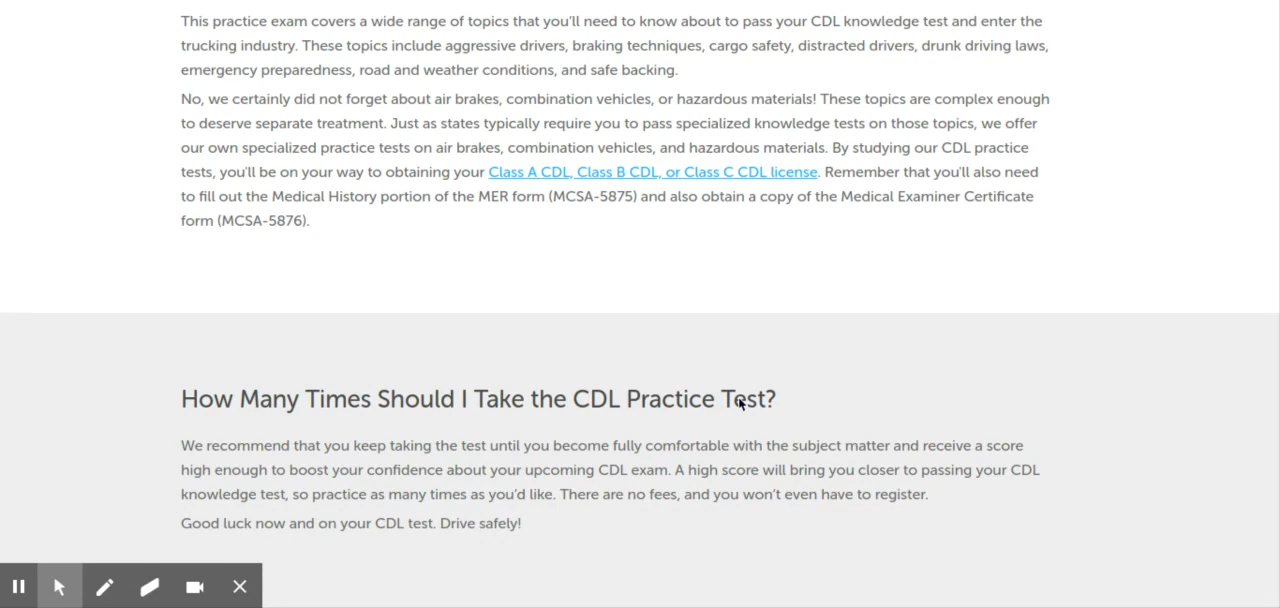 This practice exam covers a wide range of topics that you'll need to know about to pass your CDL knowledge test and enter the
trucking industry. These topics include aggressive drivers, braking techniques, cargo safety, distracted drivers, drunk driving laws,
emergency preparedness, road and weather conditions, and safe backing.
No, we certainly did not forget about air brakes, combination vehicles, or hazardous materials! These topics are complex enough
to deserve separate treatment. Just as states typically require you to pass specialized knowledge tests on those topics, we offer
our own specialized practice tests on air brakes, combination vehicles, and hazardous materials. By studying our CDL practice
tests, you'll be on your way to obtaining your Class A CDL, Class B CDL, or Class C CDL license. Remember that you'll also need
to fill out the Medical History portion of the MER form (MCSA-5875) and also obtain a copy of the Medical Examiner Certificate
form (MCSA-5876).
How Many Times Should I Take the CDL Practice Test?
We recommend that you keep taking the test until you become fully comfortable with the subject matter and receive a score
high enough to boost your confidence about your upcoming CDL exam. A high score will bring you closer to passing your CDL
knowledge test, so practice as many times as you'd like. There are no fees, and you won't even have to register.
Good luck now and on your CDL test. Drive safely!